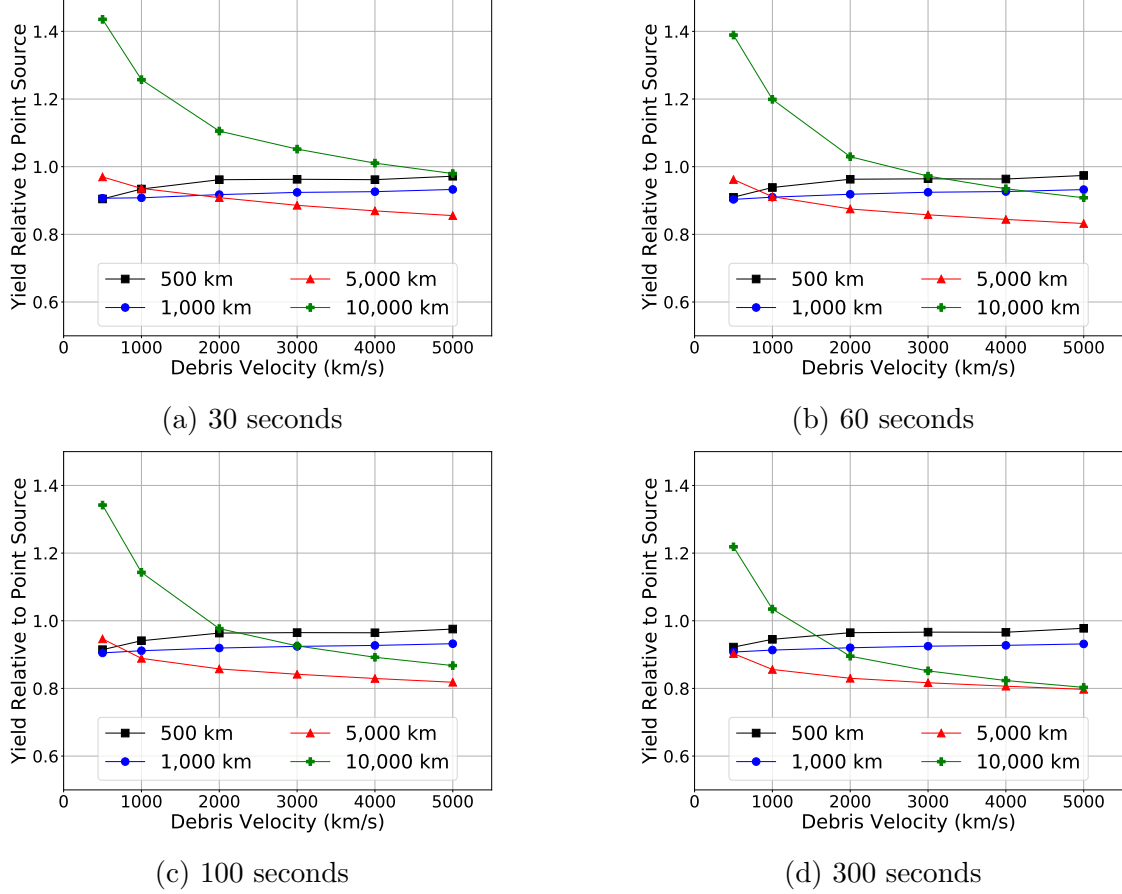 Yield Relative to Point Source
1.4
1.2
1.0
0.8
0.6
500 km
5,000 km
1,000 km
10,000 km
0 1000 2000 3000 4000 5000
Debris Velocity (km/s)
(a) 30 seconds
Yield Relative to Point Source
1.4
1.2
1.0
0.8
0.6
500 km
5,000 km
1,000 km
10,000 km
0 1000 2000 3000 4000 5000
Debris Velocity (km/s)
(b) 60 seconds
Yield Relative to Point Source
1.4
1.2
1.0
0.8
0.6
500 km
5,000 km
1,000 km
10,000 km
0 1000 2000 3000 4000 5000
Debris Velocity (km/s)
(c) 100 seconds
Yield Relative to Point Source
1.4
1.2
1.0
0.8
0.6
500 km
5,000 km
1,000 km
10,000 km
0 1000 2000 3000 4000 5000
Debris Velocity (km/s)
(d) 300 seconds